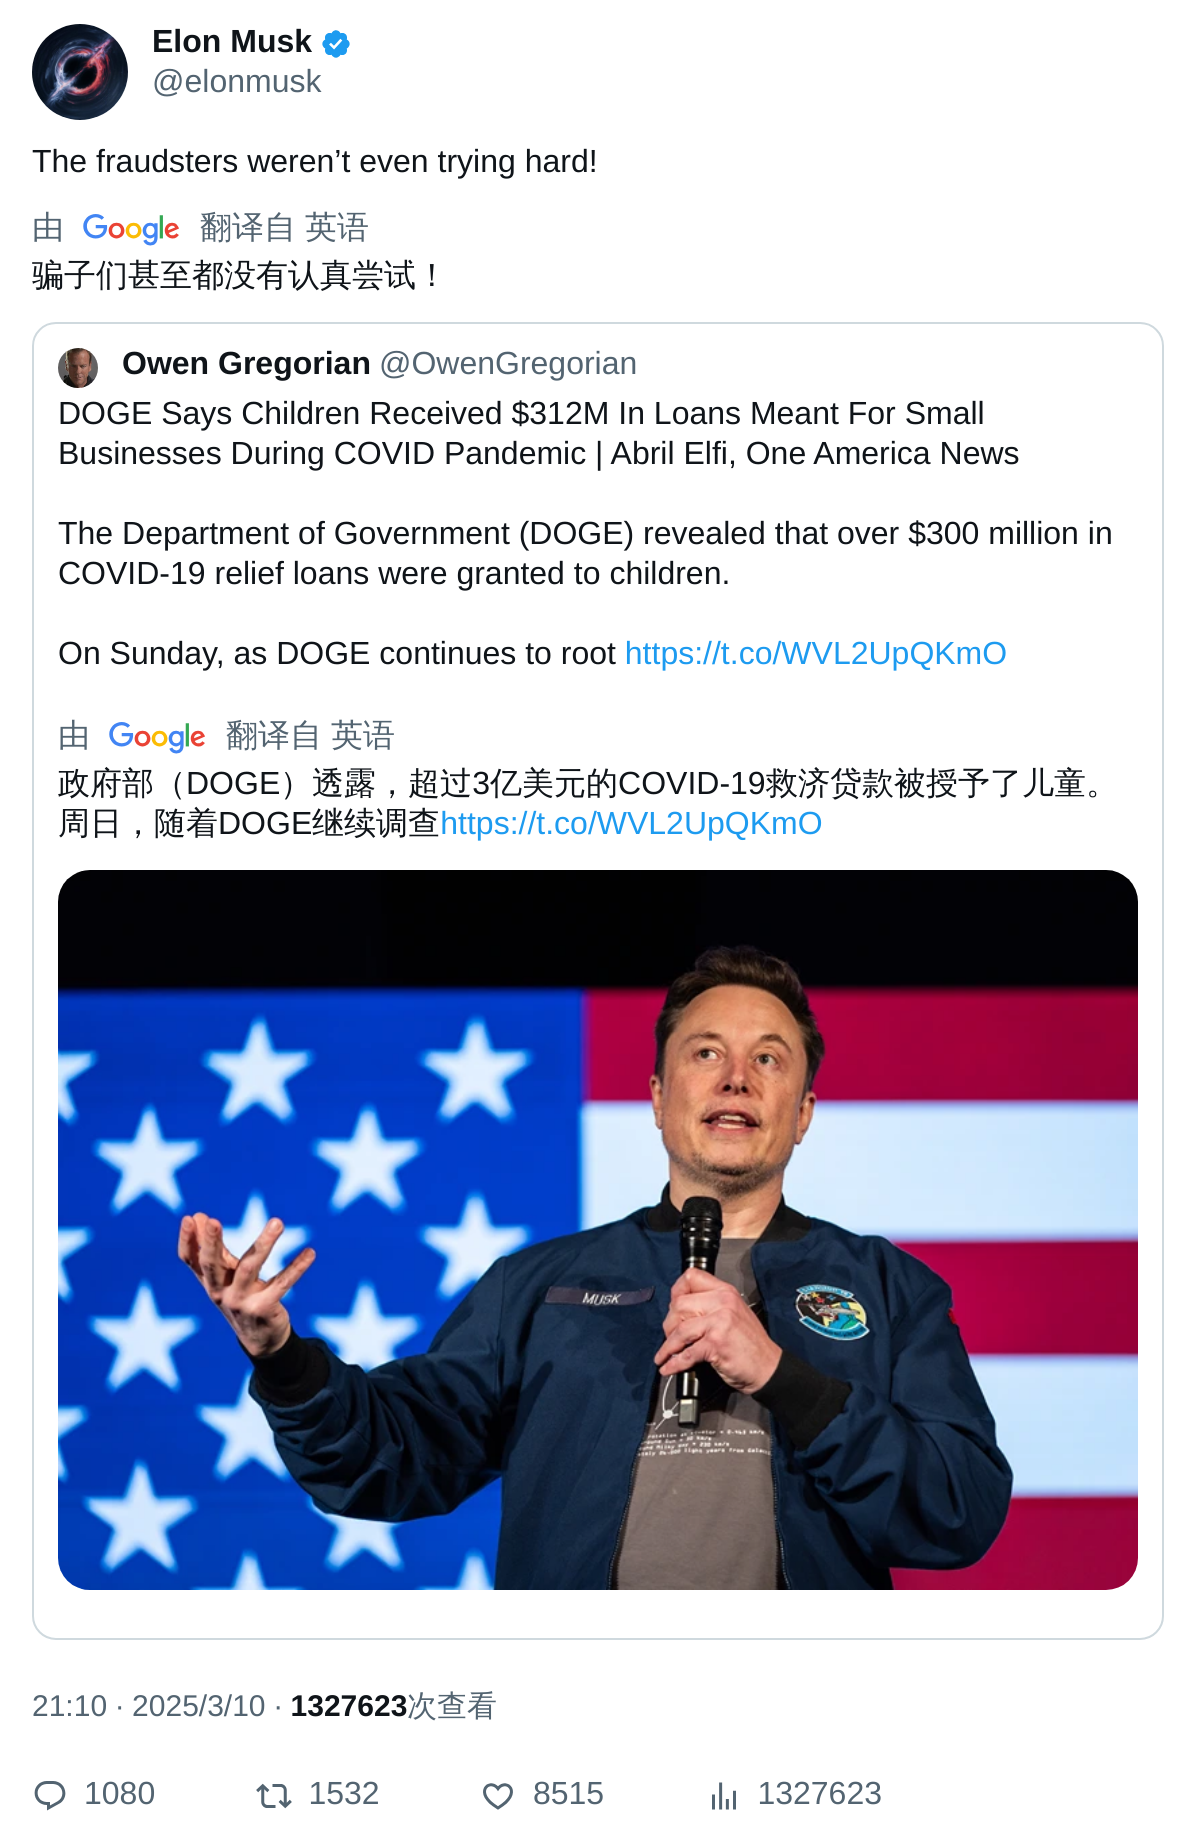 Elon Musk
@elonmusk
The fraudsters weren’t even trying hard!
由 Google 翻译自 英语
骗子们甚至都没有认真尝试！
Owen Gregorian @OwenGregorian
DOGE Says Children Received $312M In Loans Meant For Small
Businesses During COVID Pandemic | Abril Elfi, One America News
The Department of Government (DOGE) revealed that over $300 million in
COVID-19 relief loans were granted to children.
On Sunday, as DOGE continues to root https://t.co/WVL2UpQKmO
由 Google 翻译自 英语
政府部（DOGE）透露，超过3亿美元的COVID-19救济贷款被授予了儿童。
周日，随着DOGE继续调查https://t.co/WVL2UpQKmO
MUSK
21:10 · 2025/3/10 · 1327623次查看
1080 1532 8515 1327623